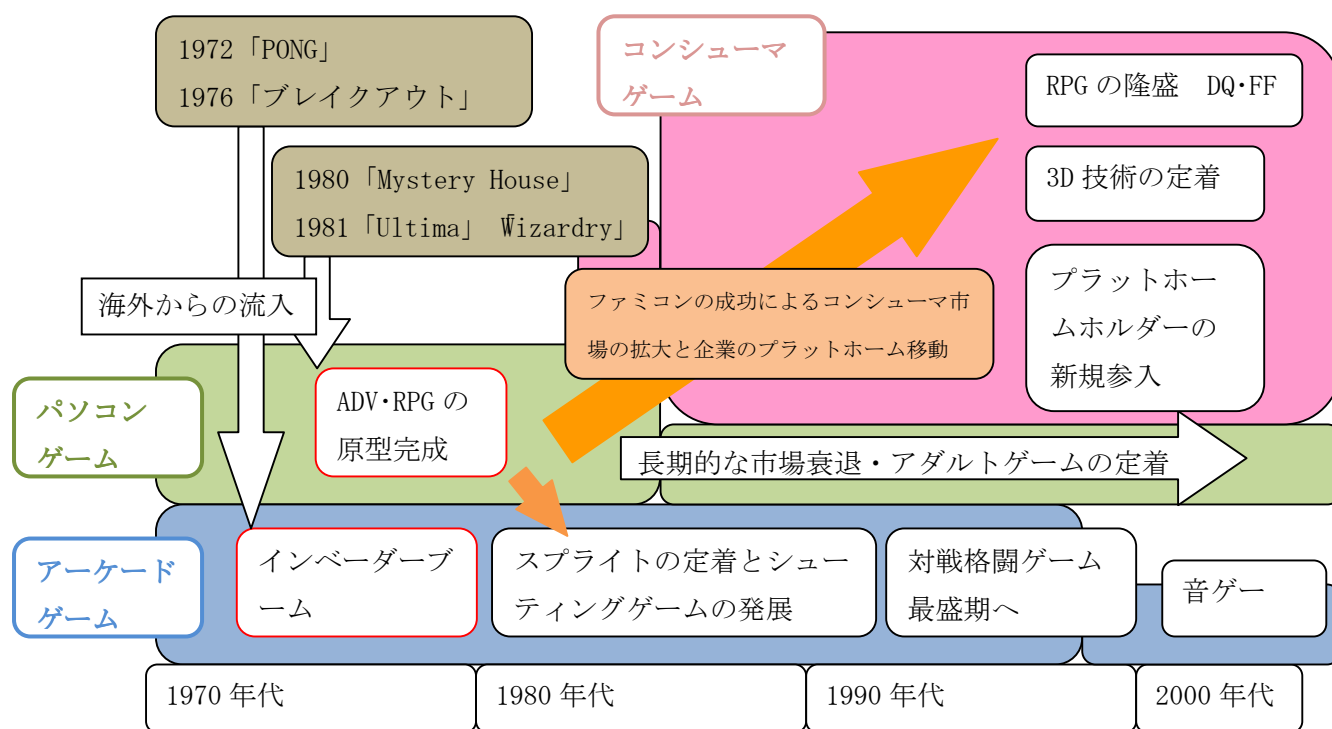 1972「PONG」
1976「ブレイクアウト」
コンシューマ
ゲーム
RPG の隆盛　DQ･FF
1980「Mystery House」
1981「Ultima」 Wizardry」
3D 技術の定着
海外からの流入
ファミコンの成功によるコンシューマ市
場の拡大と企業のプラットホーム移動
プラットホー
ムホルダーの
新規参入
パソコン
ゲーム
ADV･RPG の
原型完成
長期的な市場衰退・アダルトゲームの定着
アーケード
ゲーム
インベーダーブ
ーム
スプライトの定着とシュー
ティングゲームの発展
対戦格闘ゲーム
最盛期へ
音ゲー
1970 年代
1980 年代
1990 年代
2000 年代